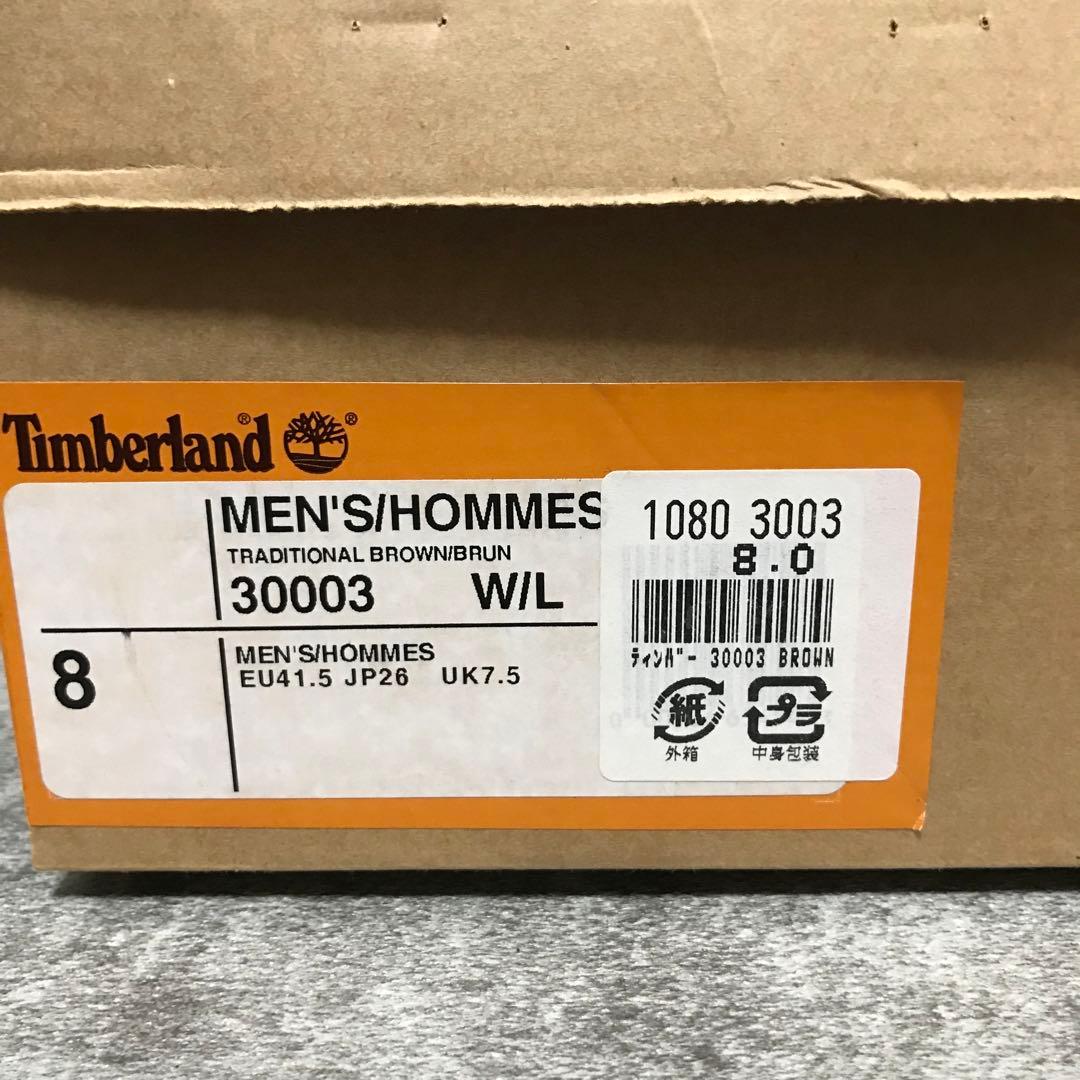 Timberland® ®
MEN'S/HOMMES
TRADITIONAL BROWN/BRUN
30003 W/L
8
MEN'S/HOMMES
EU41.5 JP26 UK7.5
1080 3003
8.0
ティンバー 30003 BROWN
紙 プラ
外箱 中身包装